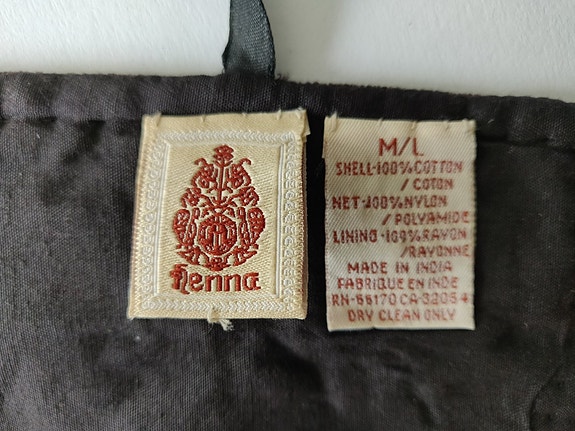 henna
M/L
SHELL-100% COTTON
/ COTON
NET-100% NYLON
/ POLYAMIDE
LINING-100% RAYON
/RAYONNE
MADE IN INDIA
FABRIQUE EN INDE
RN-66170 CA-32054
DRY CLEAN ONLY